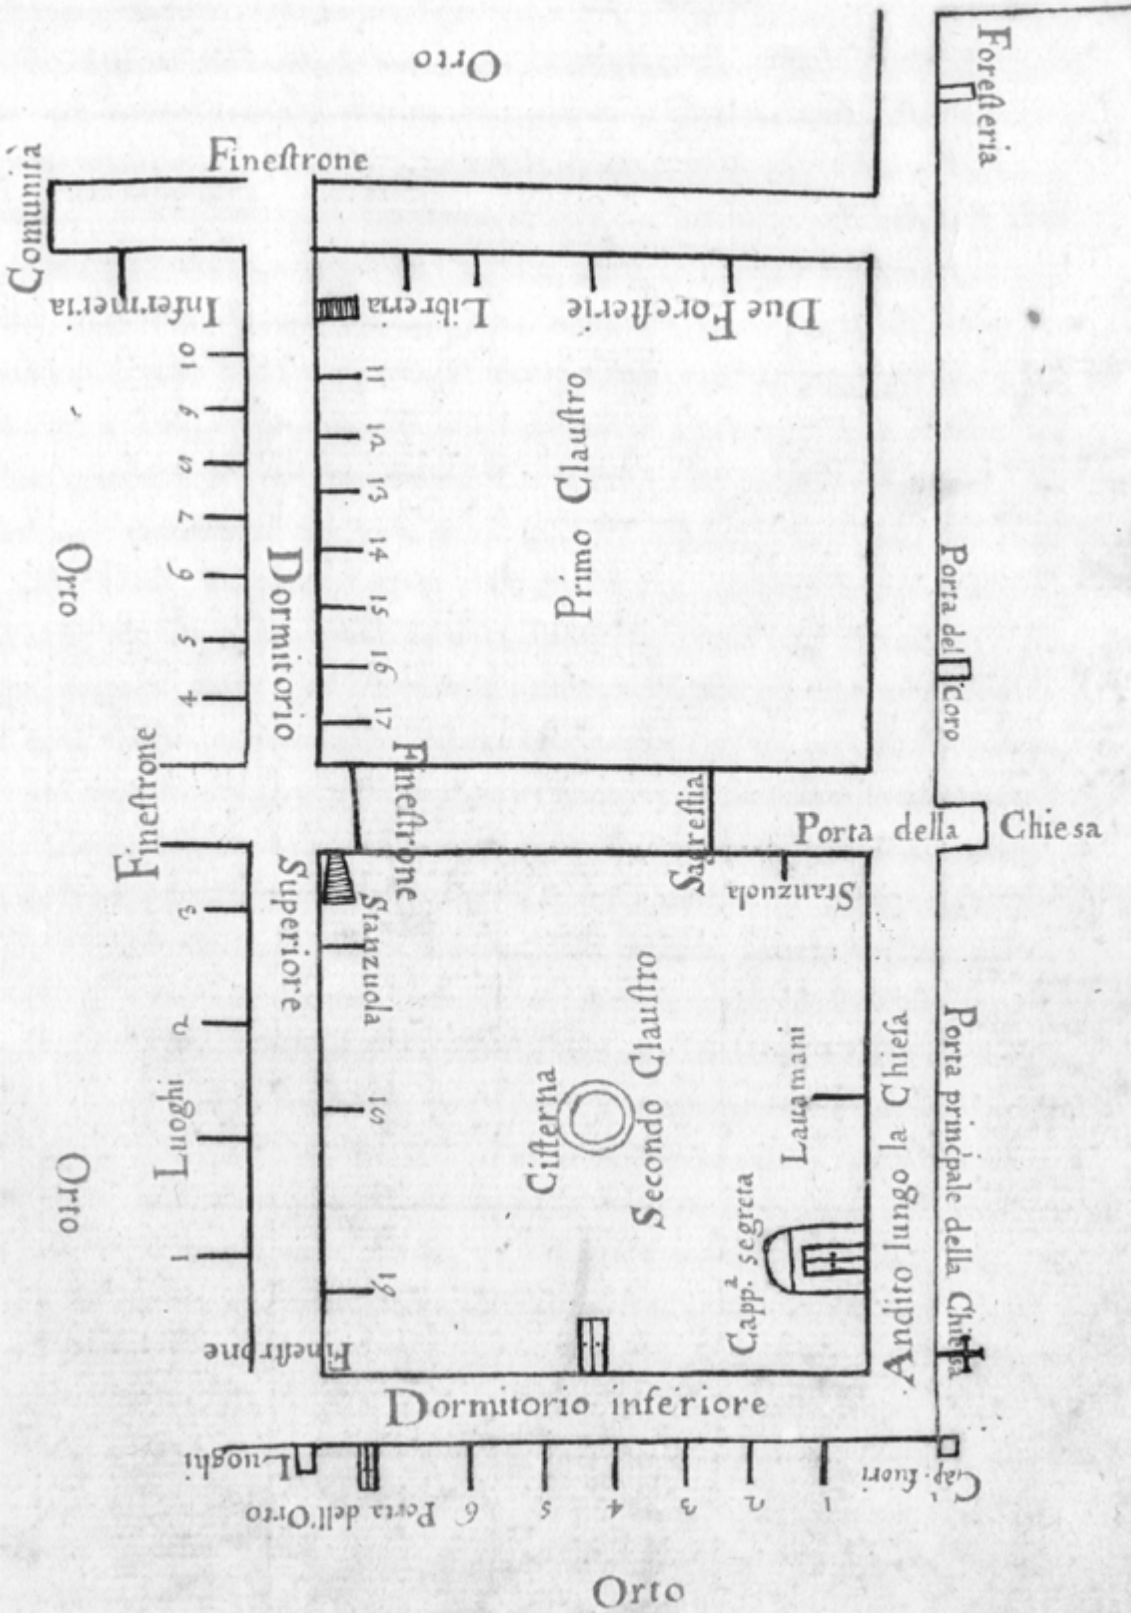 Orto
Foreſteria
Fineſtrone
Comunità
Infermeria
Libreria
Due Foreſterie
10
9
8
7
6
5
4
11
12
13
14
15
16
17
Orto
Dormitorio
Primo Clauſtro
Porta del Coro
Fineſtrone
Fineſtrone
Sagreſtia
Porta della Chiesa
Stanzuola
Superiore
Stanzuola
3
2
Luoghi
1
Orto
Ciſterna
Secondo Clauſtro
Lauamani
Capp.ª segreta
Andito lungo la Chieſa
Porta principale della Chieſa
19
Fineſtrone
Dormitorio inferiore
Luoghi
Porta dell'Orto
6
5
4
3
2
1
Cap. fuori
Orto